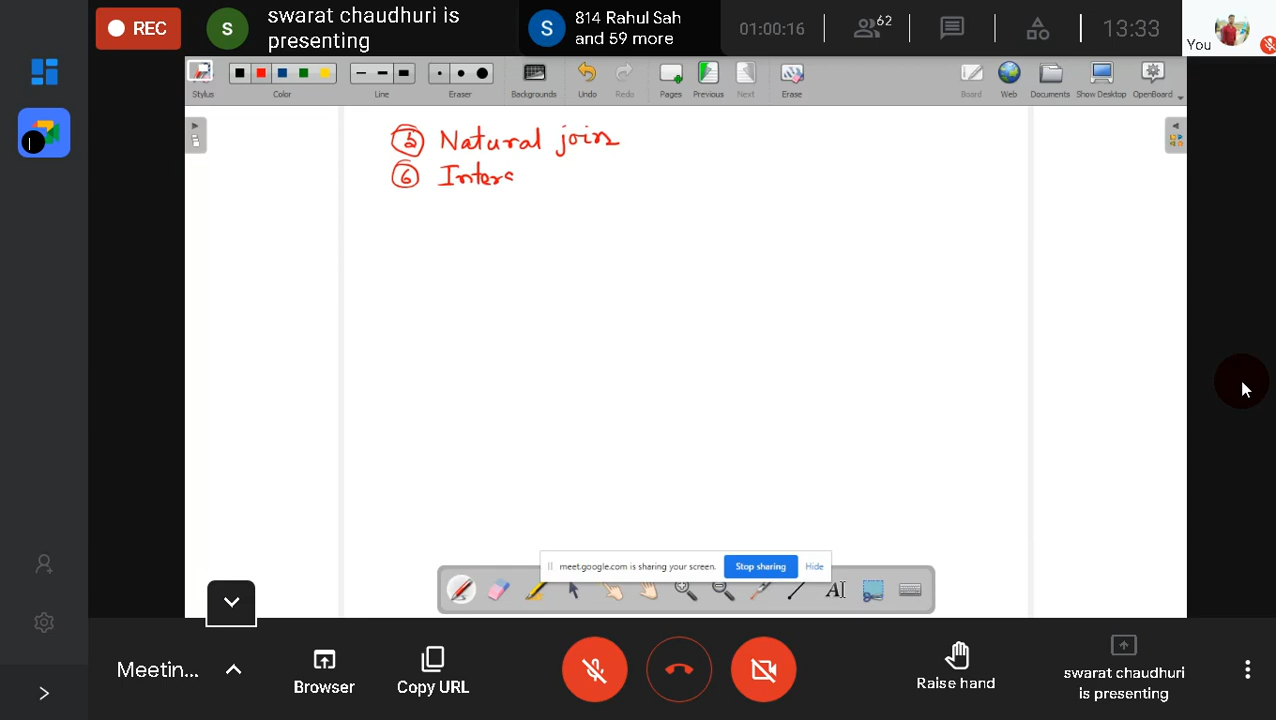 REC
S
swarat chaudhuri is presenting
S
814 Rahul Sah and 59 more
01:00:16
62
13:33
You
Stylus
Color
Line
Eraser
Backgrounds
Undo
Redo
Pages
Previous
Next
Erase
Board
Web
Documents
Show Desktop
OpenBoard
⑤ Natural join
⑥ Inters
meet.google.com is sharing your screen.
Stop sharing
Hide
AI
Meetin...
Browser
Copy URL
Raise hand
swarat chaudhuri
is presenting